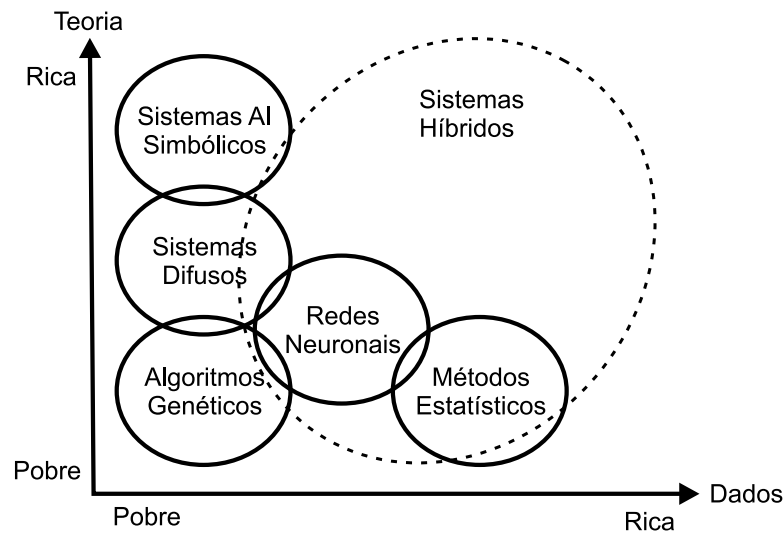 Teoria
Rica
Sistemas AI
Simbólicos
Sistemas
Híbridos
Sistemas
Difusos
Redes
Neuronais
Algoritmos
Genéticos
Métodos
Estatísticos
Pobre
Dados
Pobre
Rica